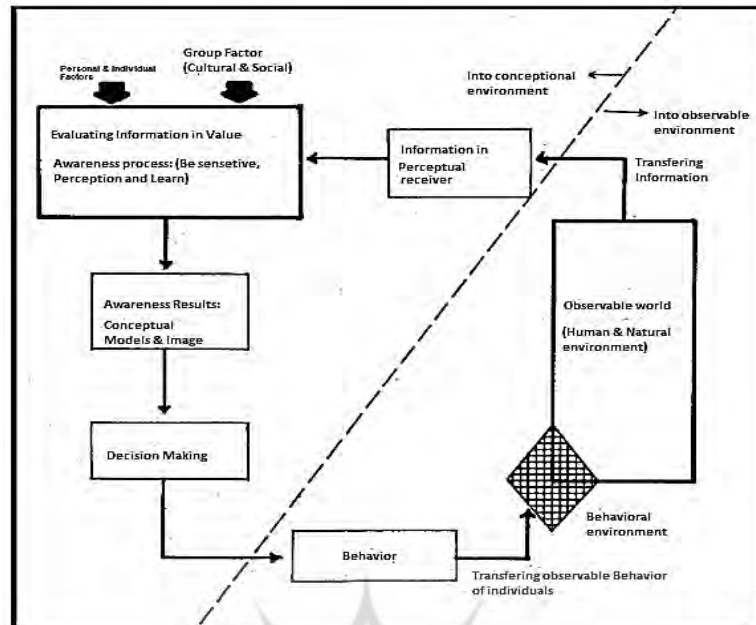 Group Factor
(Cultural & Social)
Personal & Individual
Factors
Into conceptional
environment
Into observable
environment
Evaluating Information in Value
Awareness process: (Be sensetive,
Perception and Learn)
Information in
Perceptual
receiver
Transfering
Information
Awareness Results:
Conceptual
Models & Image
Observable world
(Human & Natural
environment)
Decision Making
Behavioral
environment
Behavior
Transfering observable Behavior
of individuals